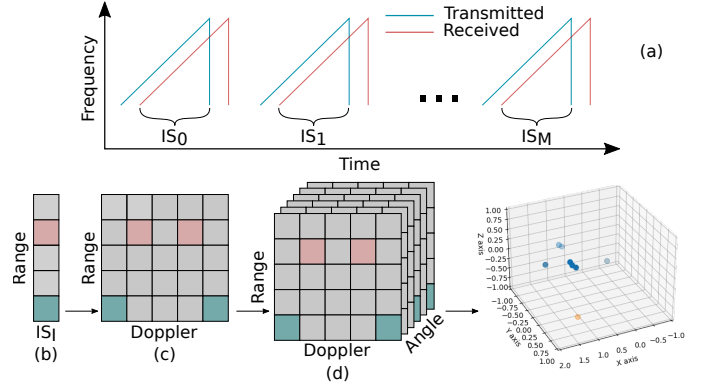 Transmitted
Received
(a)
Frequency
IS0
IS1
ISM
Time
Range
ISI
(b)
Range
Doppler
(c)
Range
Doppler
Angle
(d)
1.00
0.75
0.50
0.25
0.00
−0.25
−0.50
−0.75
−1.00
Z axis
−1.00
−0.75
−0.50
−0.25
0.00
0.25
0.50
0.75
1.00
Y axis
2.0
1.5
1.0
0.5
0.0
−0.5
−1.0
X axis